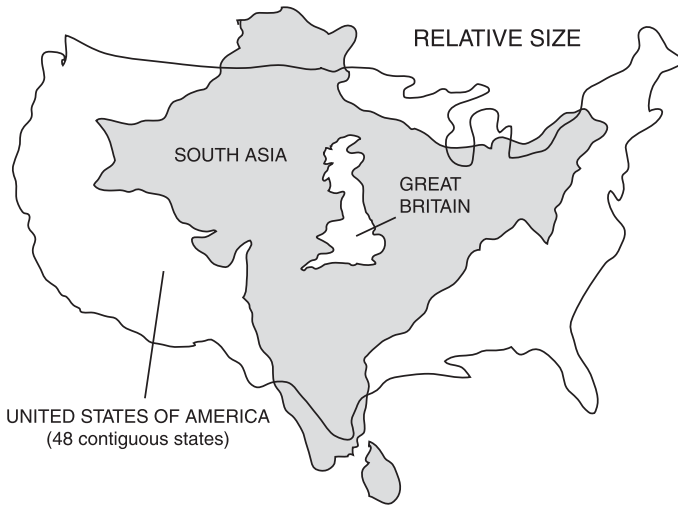 RELATIVE SIZE
SOUTH ASIA
GREAT
BRITAIN
UNITED STATES OF AMERICA
(48 contiguous states)